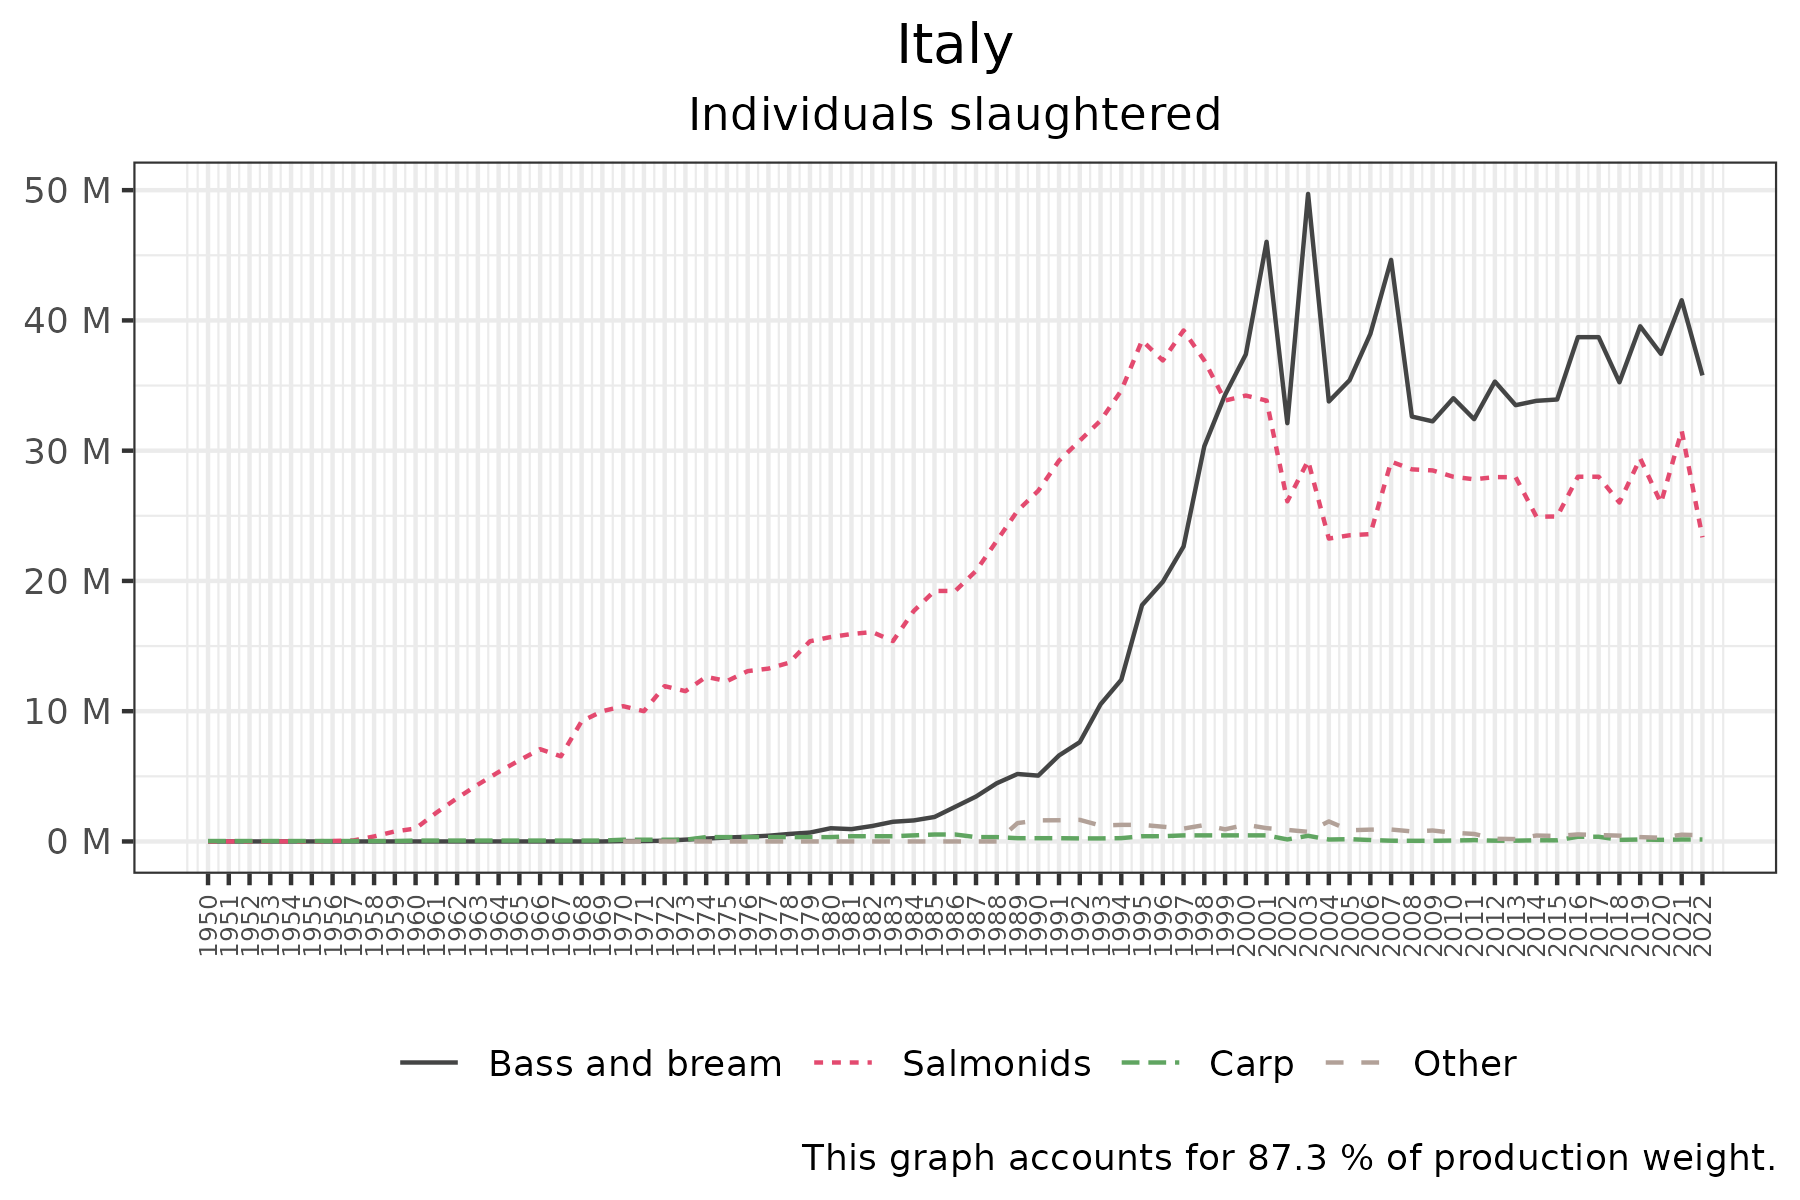 Italy
Individuals slaughtered
50 M
40 M
30 M
20 M
10 M
0 M
1950 1951 1952 1953 1954 1955 1956 1957 1958 1959 1960 1961 1962 1963 1964 1965 1966 1967 1968 1969 1970 1971 1972 1973 1974 1975 1976 1977 1978 1979 1980 1981 1982 1983 1984 1985 1986 1987 1988 1989 1990 1991 1992 1993 1994 1995 1996 1997 1998 1999 2000 2001 2002 2003 2004 2005 2006 2007 2008 2009 2010 2011 2012 2013 2014 2015 2016 2017 2018 2019 2020 2021 2022
Bass and bream Salmonids Carp Other
This graph accounts for 87.3 % of production weight.